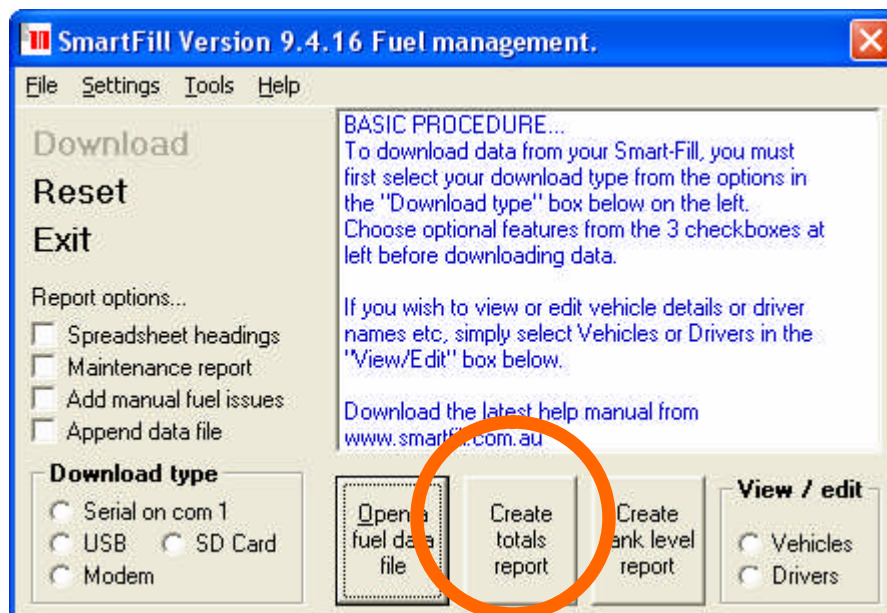 SmartFill Version 9.4.16 Fuel management.
File Settings Tools Help
Download
Reset
Exit
Report options...
Spreadsheet headings
Maintenance report
Add manual fuel issues
Append data file
BASIC PROCEDURE...
To download data from your Smart-Fill, you must
first select your download type from the options in
the "Download type" box below on the left.
Choose optional features from the 3 checkboxes at
left before downloading data.
If you wish to view or edit vehicle details or driver
names etc, simply select Vehicles or Drivers in the
"View/Edit" box below.
Download the latest help manual from
www.smartfill.com.au
Download type
Serial on com 1
USB SD Card
Modem
Open a
fuel data
file
Create
totals
report
Create
tank level
report
View / edit
Vehicles
Drivers